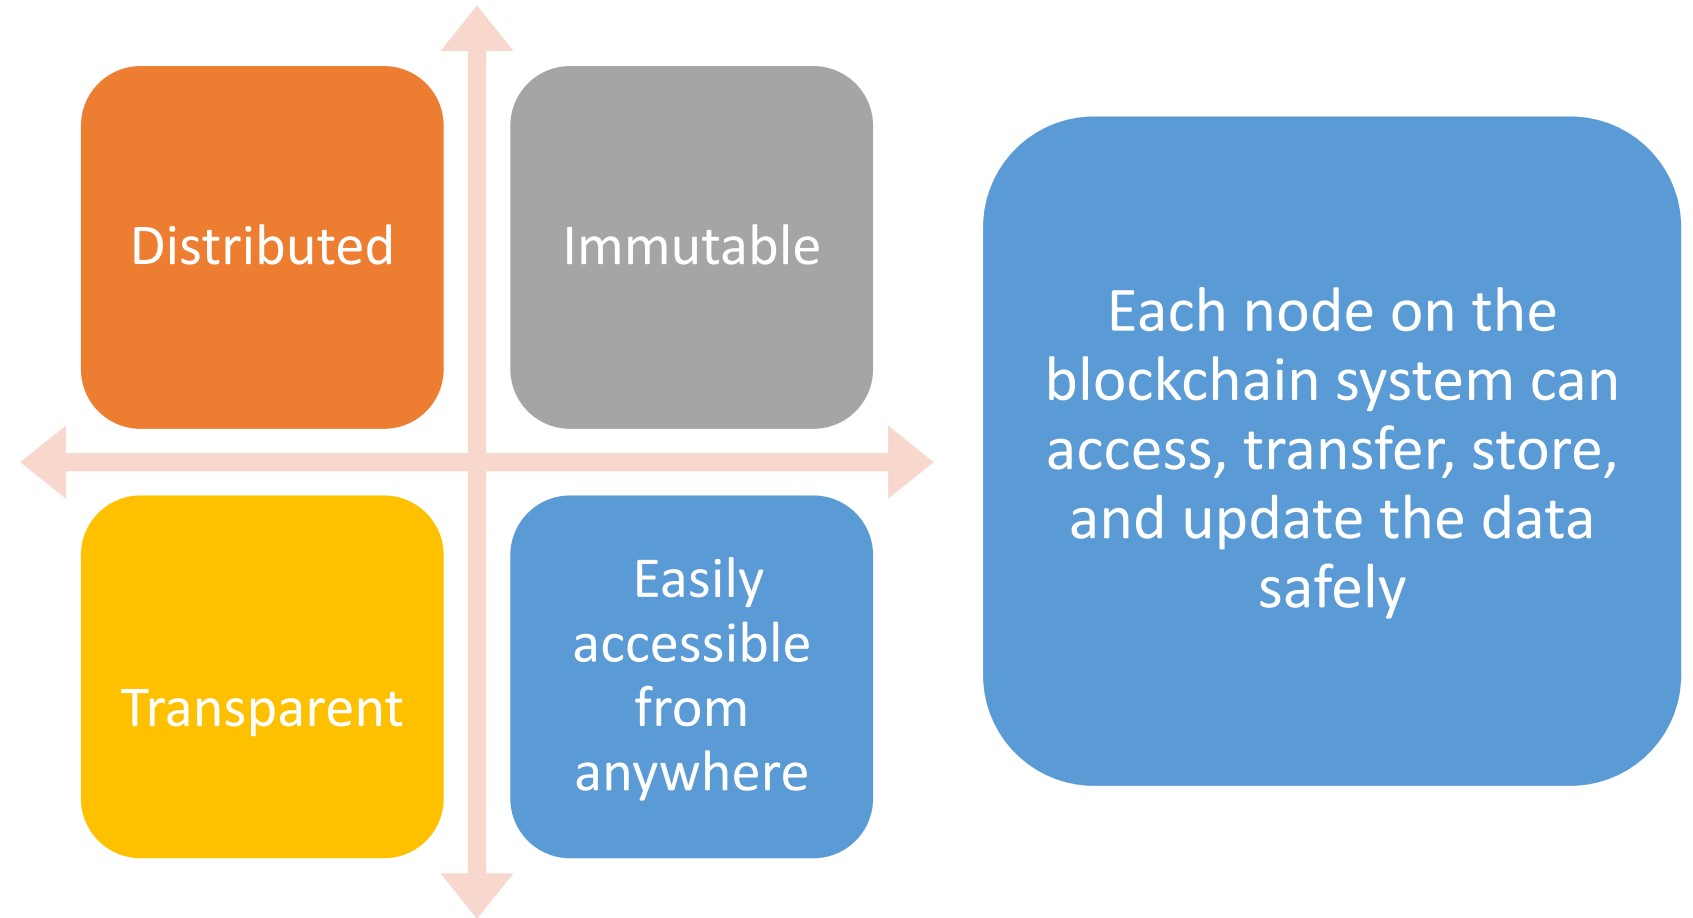 Distributed
Immutable
Transparent
Easily
accessible
from
anywhere
Each node on the
blockchain system can
access, transfer, store,
and update the data
safely